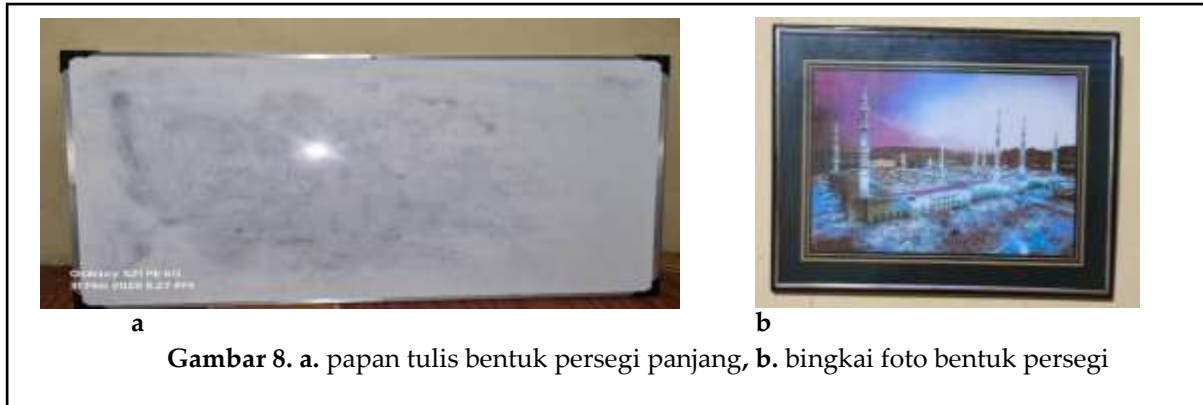 a
b
Gambar 8. a. papan tulis bentuk persegi panjang, b. bingkai foto bentuk persegi